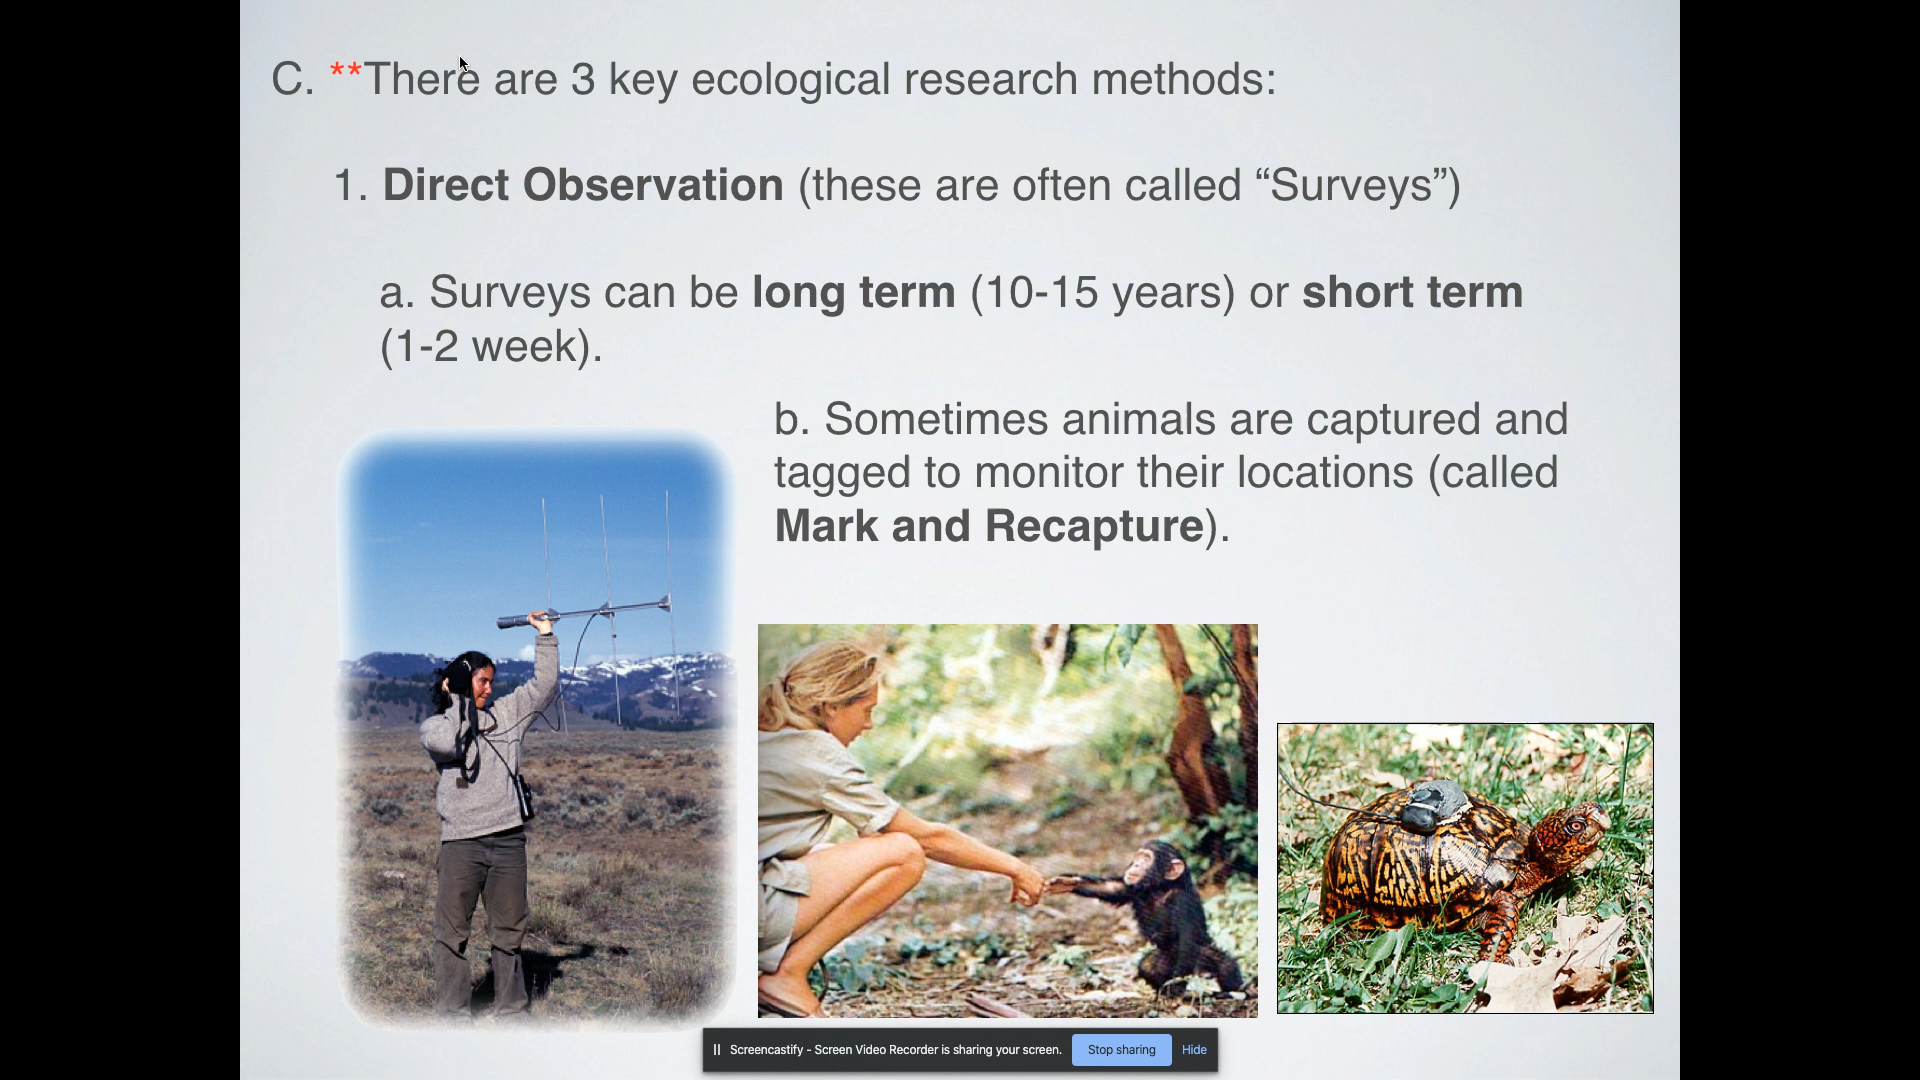 C. **There are 3 key ecological research methods:
1. Direct Observation (these are often called “Surveys”)
a. Surveys can be long term (10-15 years) or short term
(1-2 week).
b. Sometimes animals are captured and
tagged to monitor their locations (called
Mark and Recapture).
Screencastify - Screen Video Recorder is sharing your screen. Stop sharing Hide